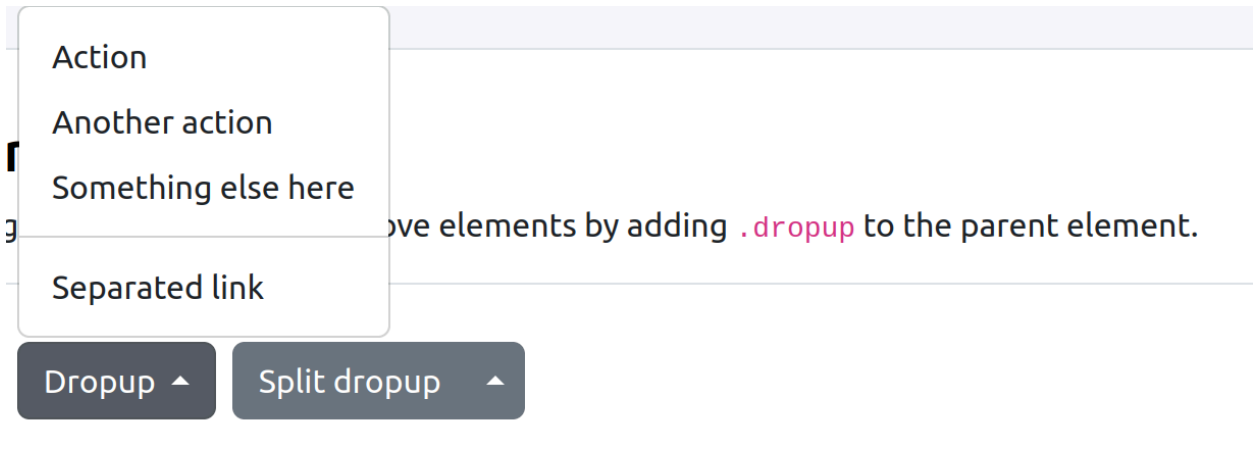 Action
Another action
Something else here
elements by adding .dropup to the parent element.
Separated link
Dropup
Split dropup